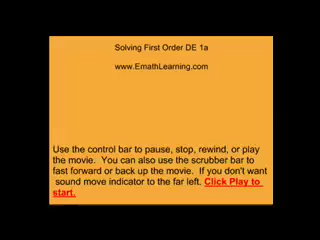 Solving First Order DE 1a
www.EmathLearning.com
Use the control bar to pause, stop, rewind, or play
the movie. You can also use the scrubber bar to
fast forward or back up the movie. If you don't want
sound move indicator to the far left. Click Play to
start.